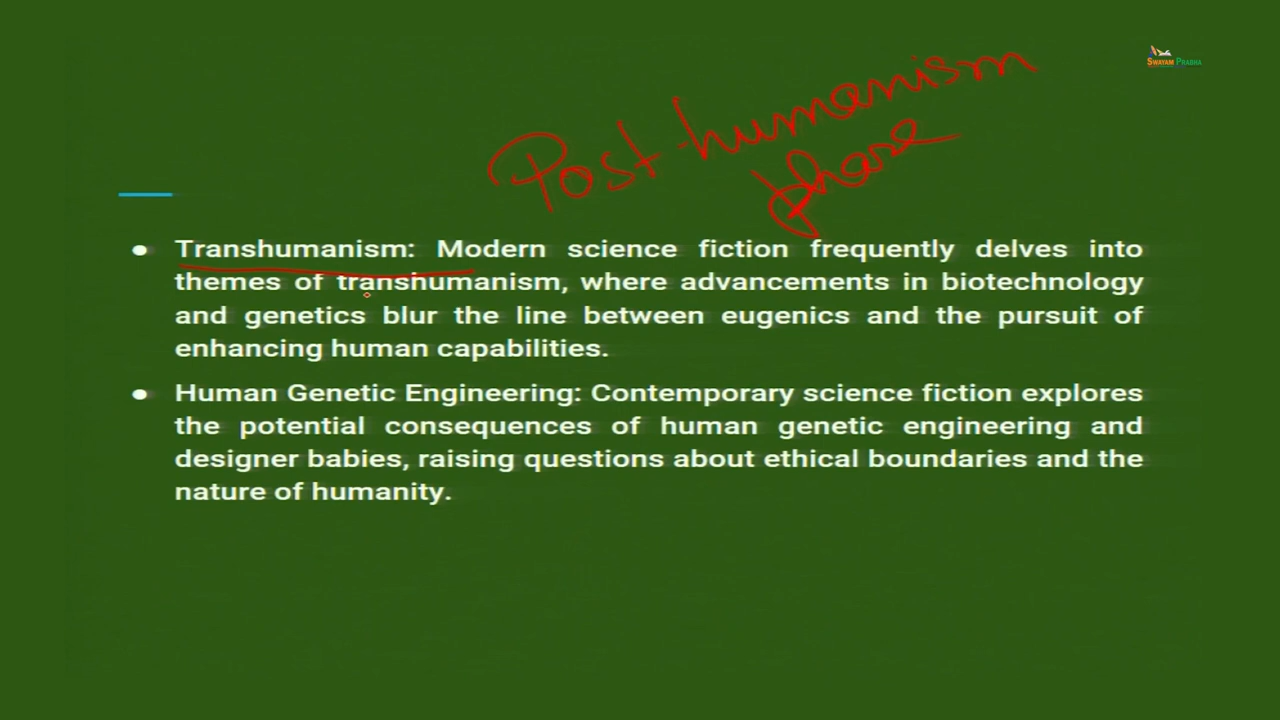 SWAYAM PRABHA
Post-humanism
phase
● Transhumanism: Modern science fiction frequently delves into
themes of transhumanism, where advancements in biotechnology
and genetics blur the line between eugenics and the pursuit of
enhancing human capabilities.
● Human Genetic Engineering: Contemporary science fiction explores
the potential consequences of human genetic engineering and
designer babies, raising questions about ethical boundaries and the
nature of humanity.